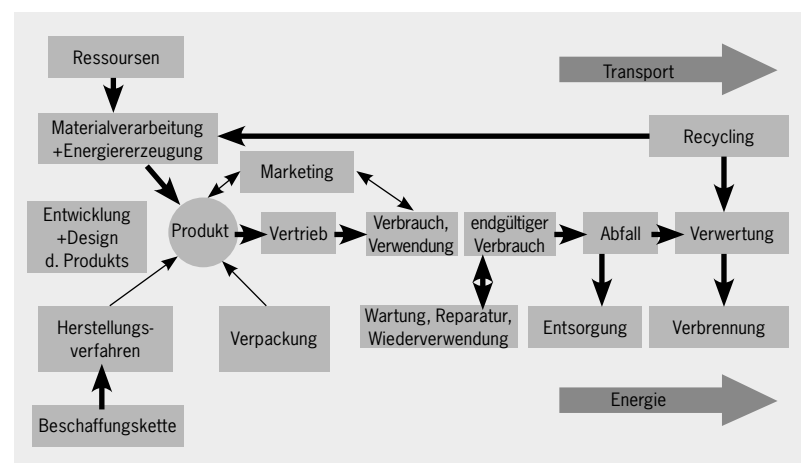 Ressoursen
Transport
Materialverarbeitung
+Energiererzeugung
Recycling
Marketing
Entwicklung
+Design
d. Produkts
Produkt
Vertrieb
Verbrauch,
Verwendung
endgültiger
Verbrauch
Abfall
Verwertung
Herstellungs-
verfahren
Verpackung
Wartung, Reparatur,
Wiederverwendung
Entsorgung
Verbrennung
Energie
Beschaffungskette